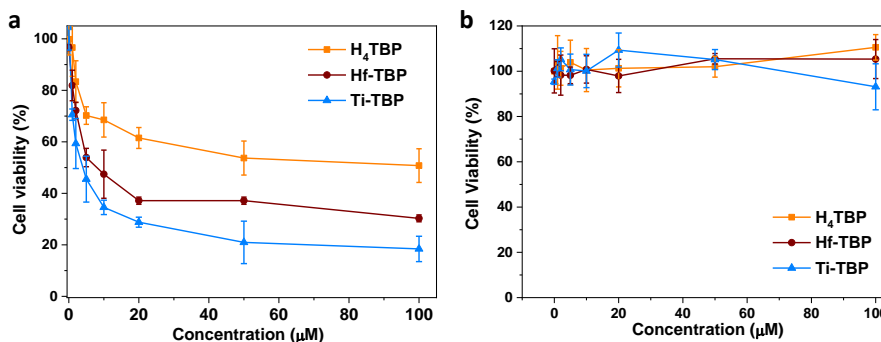 a
100
80
60
40
20
0
Cell viability (%)
H₄TBP
Hf-TBP
Ti-TBP
0 20 40 60 80 100
Concentration (μM)
b
120
100
80
60
40
20
0
Cell Viability (%)
H₄TBP
Hf-TBP
Ti-TBP
0 20 40 60 80 100
Concentration (μM)